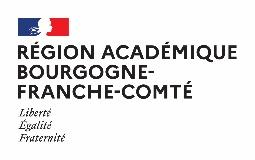 RÉGION ACADÉMIQUE
BOURGOGNE-
FRANCHE-COMTÉ
Liberté
Égalité
Fraternité